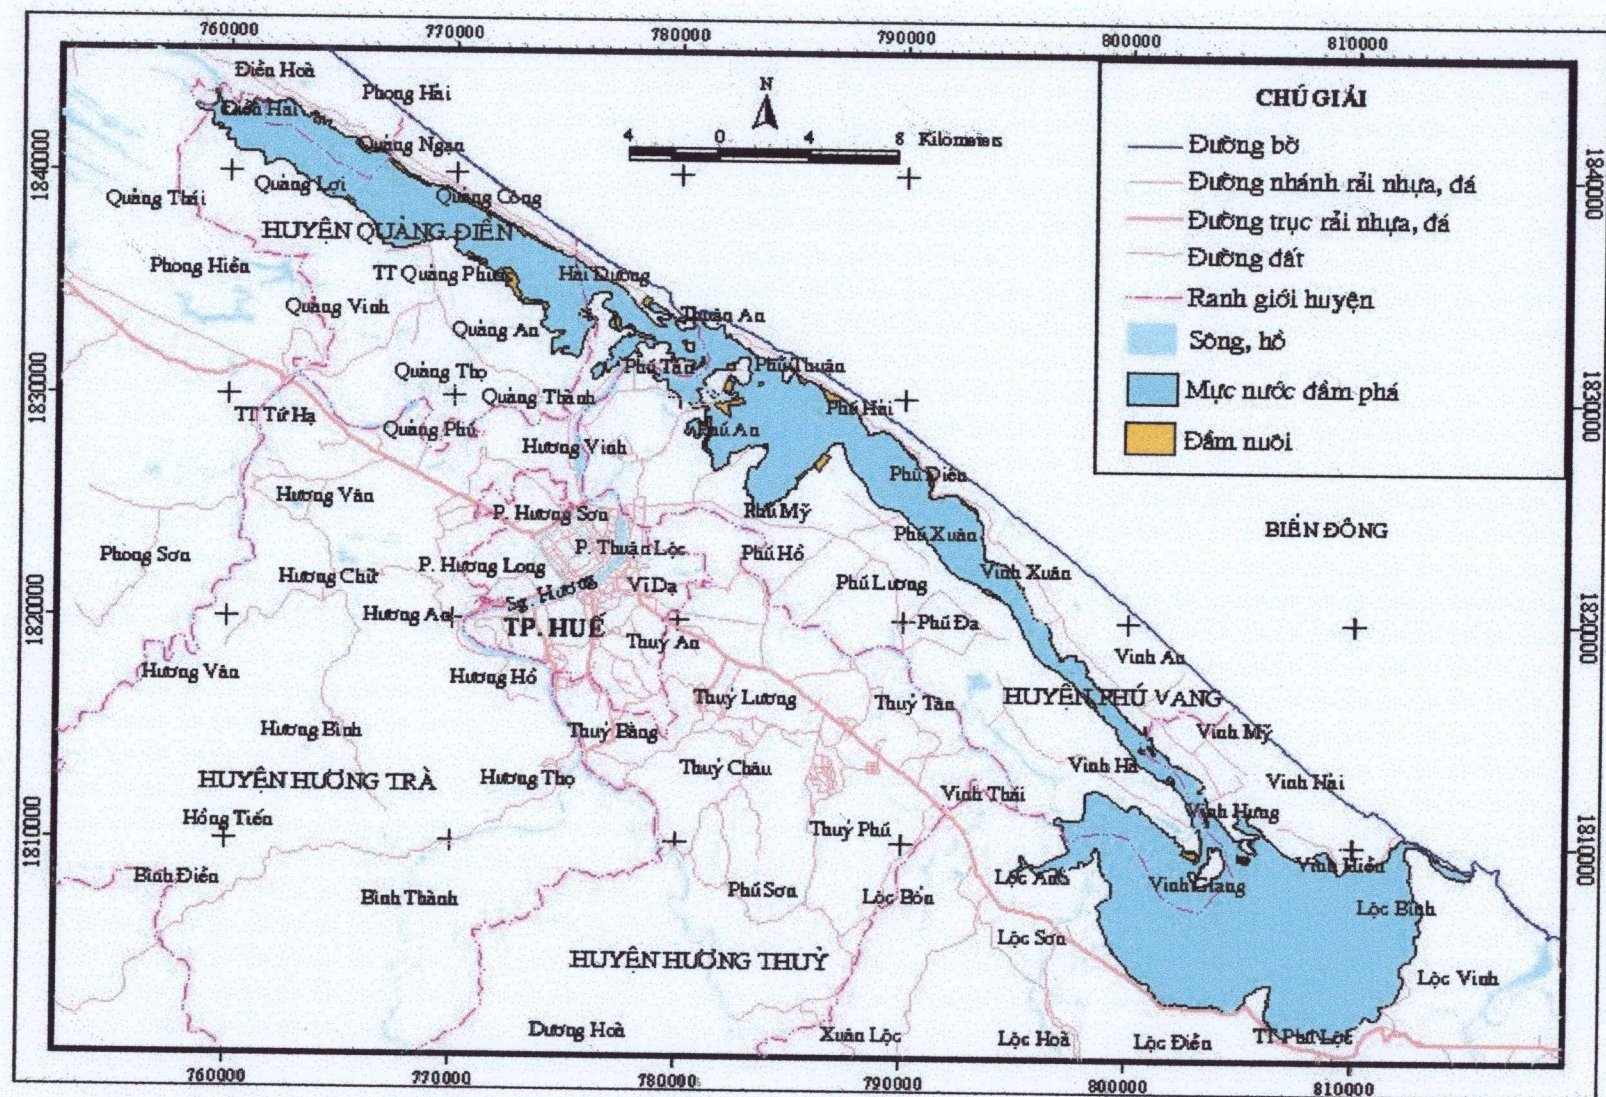 760000 770000 780000 790000 800000 810000
Điền Hoà
Phong Hải
N
CHÚ GIẢI
Điền Hải
4 0 4 8 Kilometers
Quảng Ngạn
Đường bờ
1840000
1840000
Quảng Thái
Quảng Lợi
Quảng Công
Đường nhánh rải nhựa, đá
HUYỆN QUẢNG ĐIỀN
Đường trục rải nhựa, đá
Phong Hiền
TT Quảng Phước
Hải Dương
Đường đất
Quảng Vinh
Ranh giới huyện
Quảng An
Thuận An
Sông, hồ
Quảng Thọ
Phú Tân
Phú Thuận
1830000
1830000
Quảng Thành
Mực nước đầm phá
TT Tứ Hạ
Quảng Phú
Phú An
Phú Hải
Hương Vinh
Đầm nuôi
Hương Vân
Phú Diên
P. Hương Sơn
Phú Mỹ
BIỂN ĐÔNG
Phong Sơn
P. Thuận Lộc
Phú Hồ
Phú Xuân
Hương Chữ
P. Hương Long
Vĩ Dạ
Phú Lương
Vinh Xuân
Sg. Hương
1820000
1820000
Hương An
TP. HUẾ
Thuỷ An
Phú Đa
Hương Vân
Hương Hồ
Vinh An
Thuỷ Lương
Thuỷ Tân
HUYỆN PHÚ VANG
Hương Bình
Thuỷ Bằng
Vinh Mỹ
HUYỆN HƯƠNG TRÀ
Hương Thọ
Thuỷ Châu
Vinh Hà
Vinh Hải
Vinh Thái
Hồng Tiến
Thuỷ Phú
Vinh Hưng
1810000
1810000
Bình Điền
Bình Thành
Phú Sơn
Lộc Bổn
Lộc An
Vinh Giang
Vinh Hiền
Lộc Bình
HUYỆN HƯƠNG THUỶ
Lộc Sơn
Lộc Vinh
Dương Hoà
Xuân Lộc
Lộc Hoà
Lộc Điền
TT Phú Lộc
760000 770000 780000 790000 800000 810000